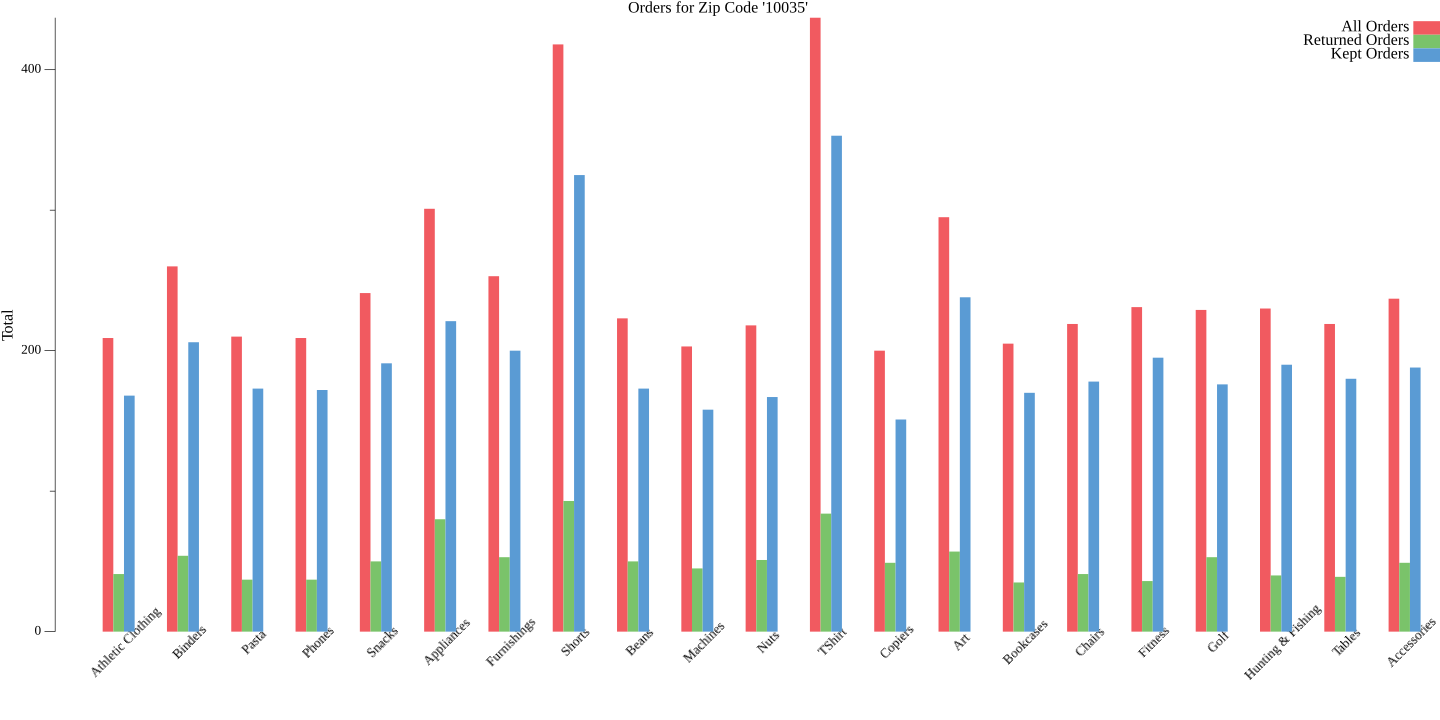 Orders for Zip Code '10035'
All Orders
Returned Orders
Kept Orders
Total
400
200
0
Athletic Clothing
Binders
Pasta
Phones
Snacks
Appliances
Furnishings
Shorts
Beans
Machines
Nuts
TShirt
Copiers
Art
Bookcases
Chairs
Fitness
Golf
Hunting & Fishing
Tables
Accessories